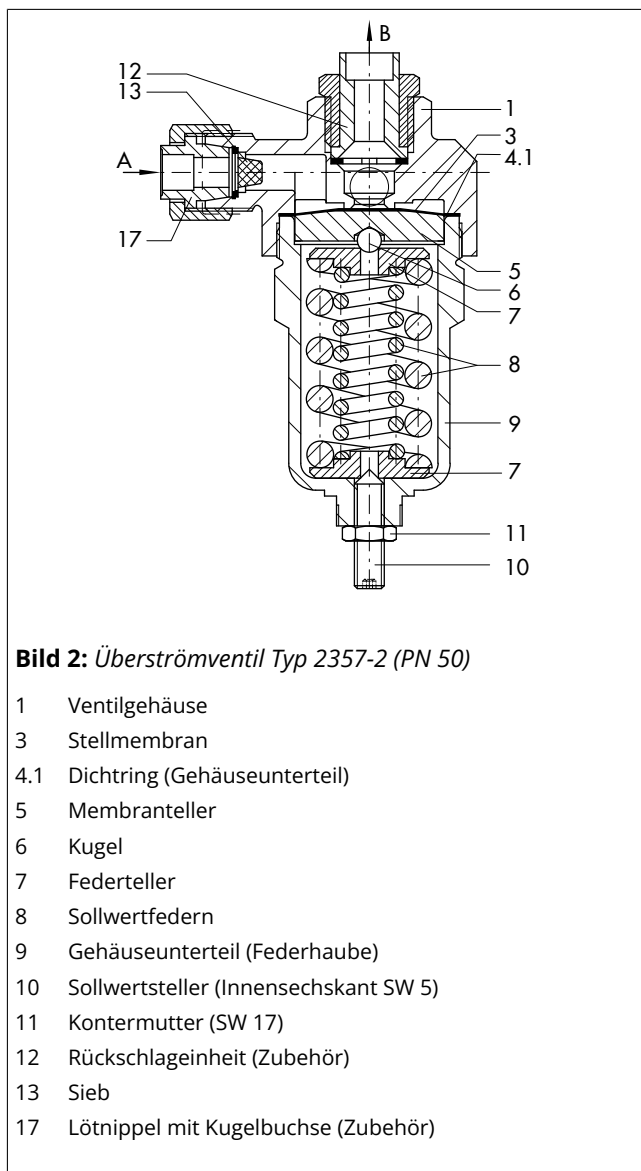 B
12
13
1
3
4.1
A
17
5
6
7
8
9
7
11
10
Bild 2: Überströmventil Typ 2357-2 (PN 50)
1 Ventilgehäuse
3 Stellmembran
4.1 Dichtring (Gehäuseunterteil)
5 Membranteller
6 Kugel
7 Federteller
8 Sollwertfedern
9 Gehäuseunterteil (Federhaube)
10 Sollwertsteller (Innensechskant SW 5)
11 Kontermutter (SW 17)
12 Rückschlageinheit (Zubehör)
13 Sieb
17 Lötnippel mit Kugelbuchse (Zubehör)